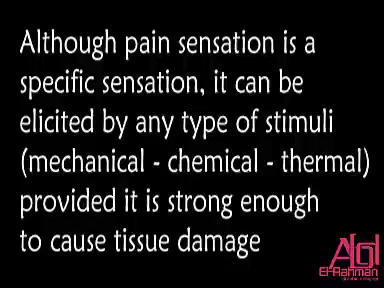 Although pain sensation is a
specific sensation, it can be
elicited by any type of stimuli
(mechanical - chemical - thermal)
provided it is strong enough
to cause tissue damage
El-Rahman